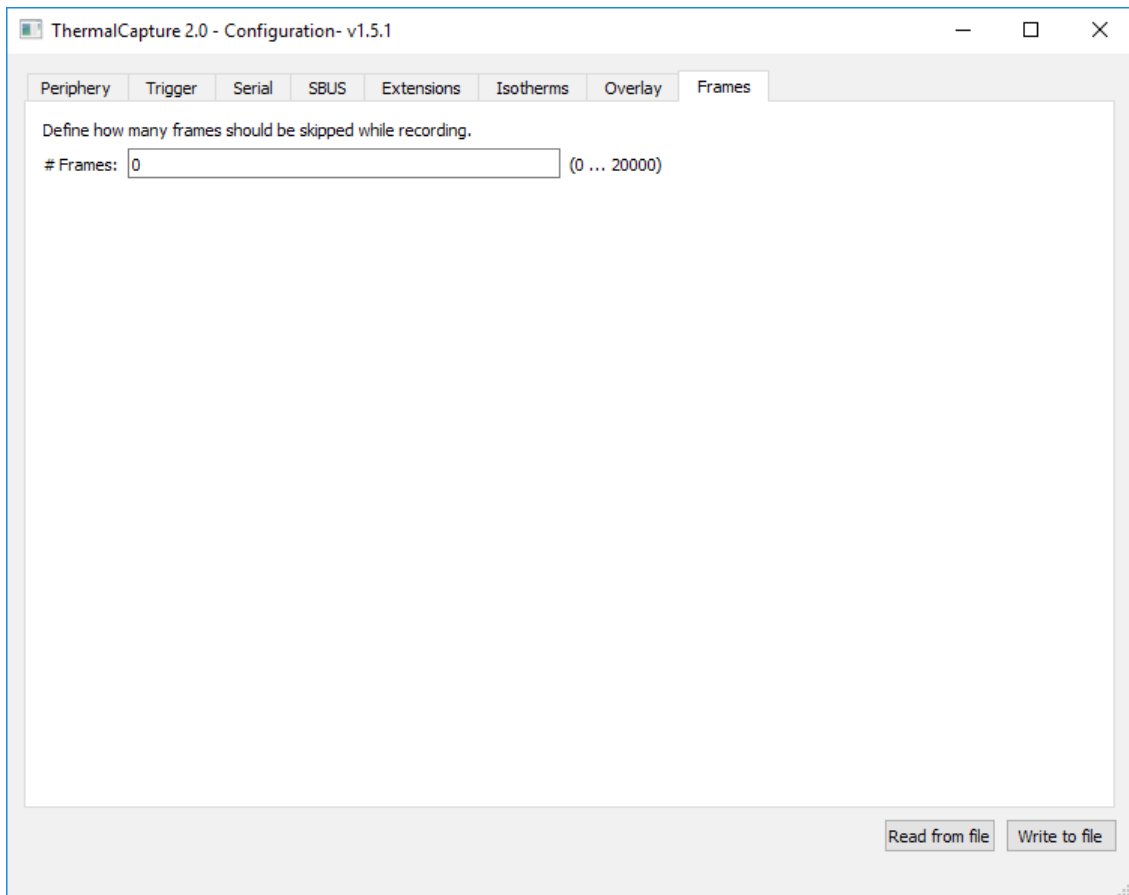 ThermalCapture 2.0 - Configuration- v1.5.1
Periphery Trigger Serial SBUS Extensions Isotherms Overlay Frames
Define how many frames should be skipped while recording.
# Frames: 0 (0 ... 20000)
Read from file Write to file